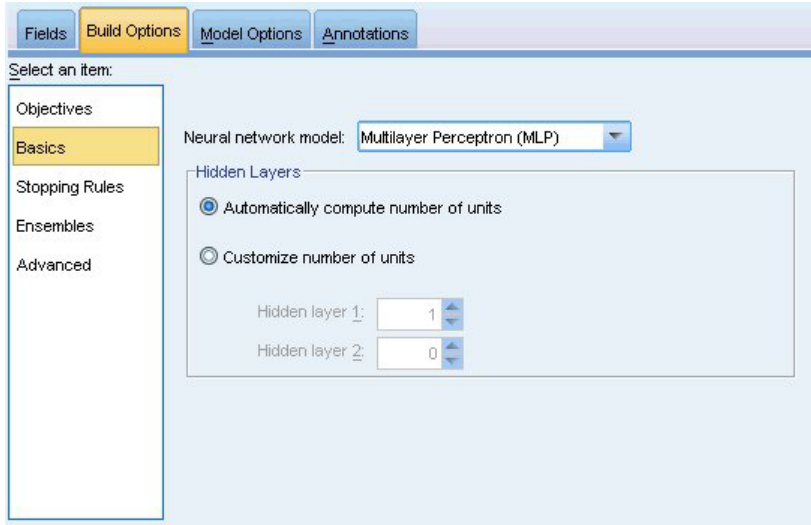 Fields Build Options Model Options Annotations
Select an item:
Objectives
Basics
Stopping Rules
Ensembles
Advanced
Neural network model: Multilayer Perceptron (MLP)
Hidden Layers
Automatically compute number of units
Customize number of units
Hidden layer 1: 1
Hidden layer 2: 0